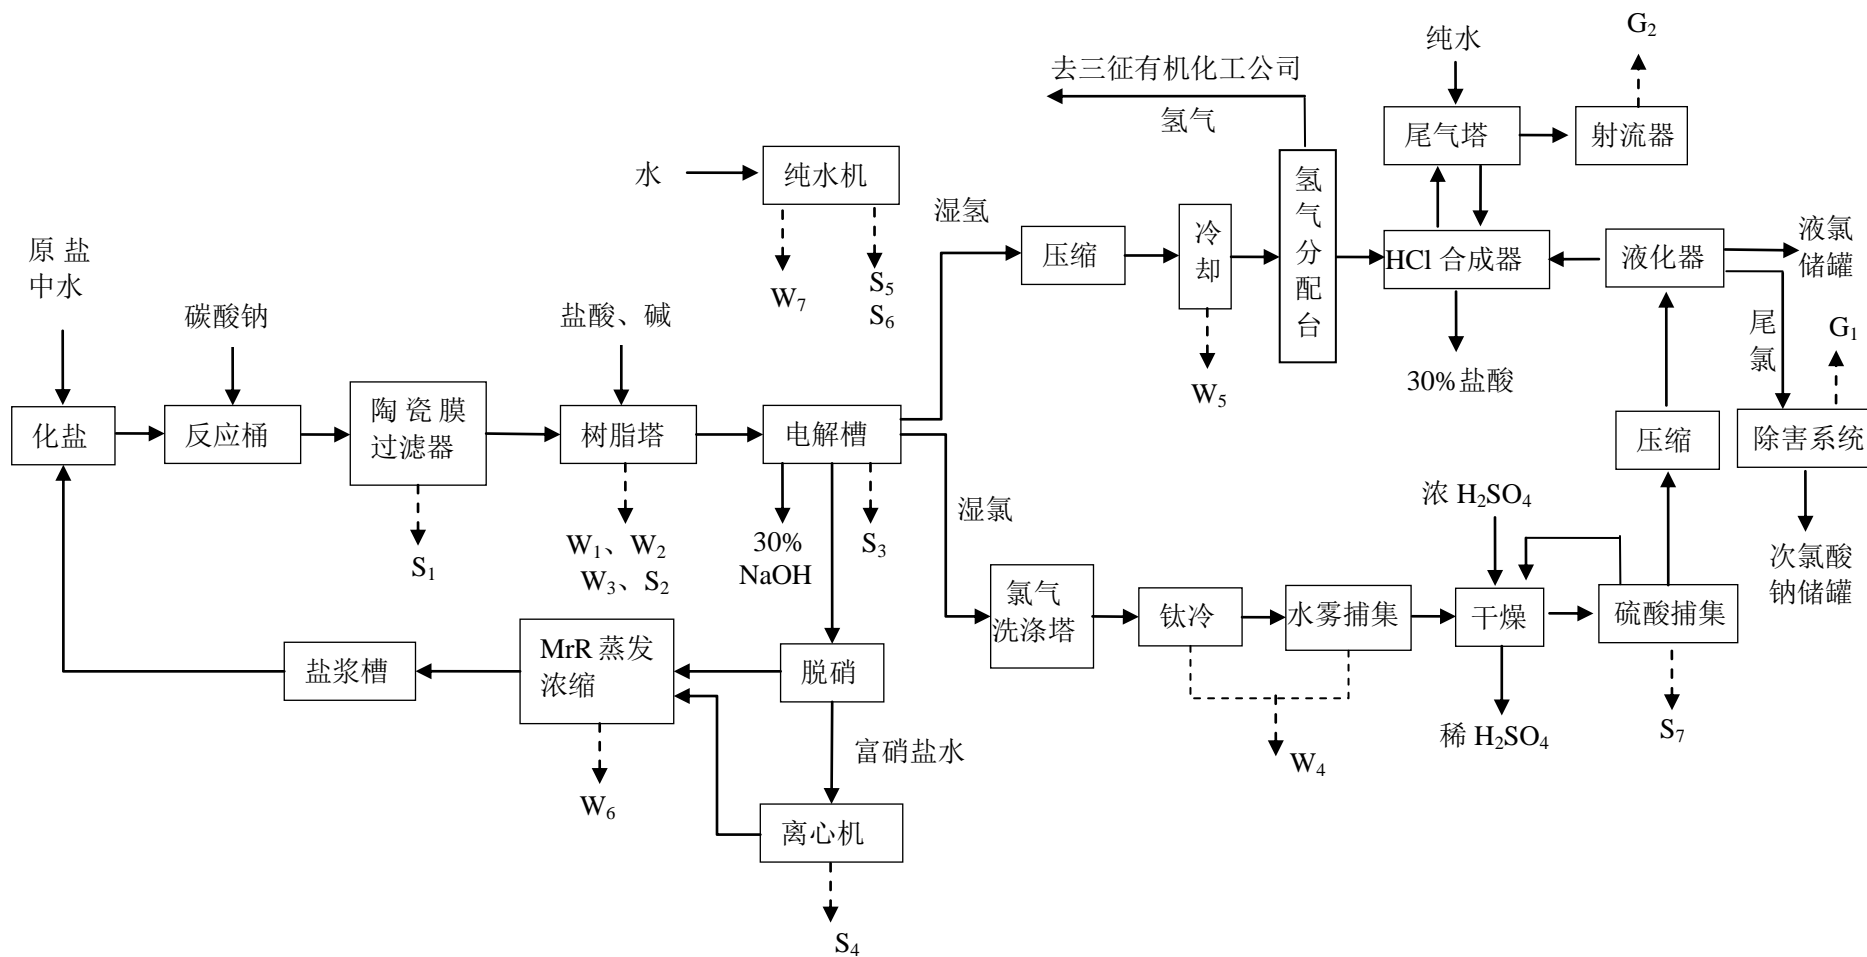 G₂
纯水
去三征有机化工公司
氢气
尾气塔
射流器
水
纯水机
湿氢
氢气分配台
原 盐
中水
碳酸钠
W₇
S₅
S₆
盐酸、碱
压缩
冷却
HCl 合成器
液化器
液氯
储罐
尾氯
G₁
W₅
30%盐酸
化盐
反应桶
陶 瓷 膜
过滤器
树脂塔
电解槽
压缩
除害系统
湿氯
浓 H₂SO₄
S₁
W₁、W₂
W₃、S₂
30%
NaOH
S₃
次氯酸
钠储罐
氯气
洗涤塔
钛冷
水雾捕集
干燥
硫酸捕集
盐浆槽
MrR 蒸发
浓缩
脱硝
富硝盐水
W₄
稀 H₂SO₄
S₇
W₆
离心机
S₄